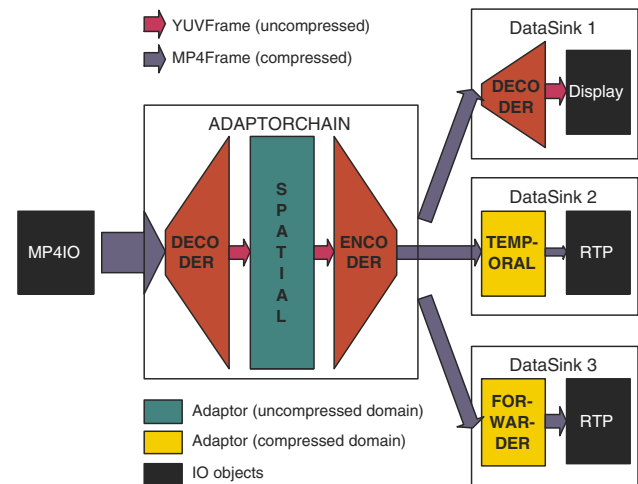 YUVFrame (uncompressed)
MP4Frame (compressed)
DataSink 1
DECO
DER
Display
ADAPTORCHAIN
MP4IO
DECO
DER
S
P
A
T
I
A
L
ENCO
DER
DataSink 2
TEMP-
ORAL
RTP
DataSink 3
FOR-
WAR-
DER
RTP
Adaptor (uncompressed domain)
Adaptor (compressed domain)
IO objects